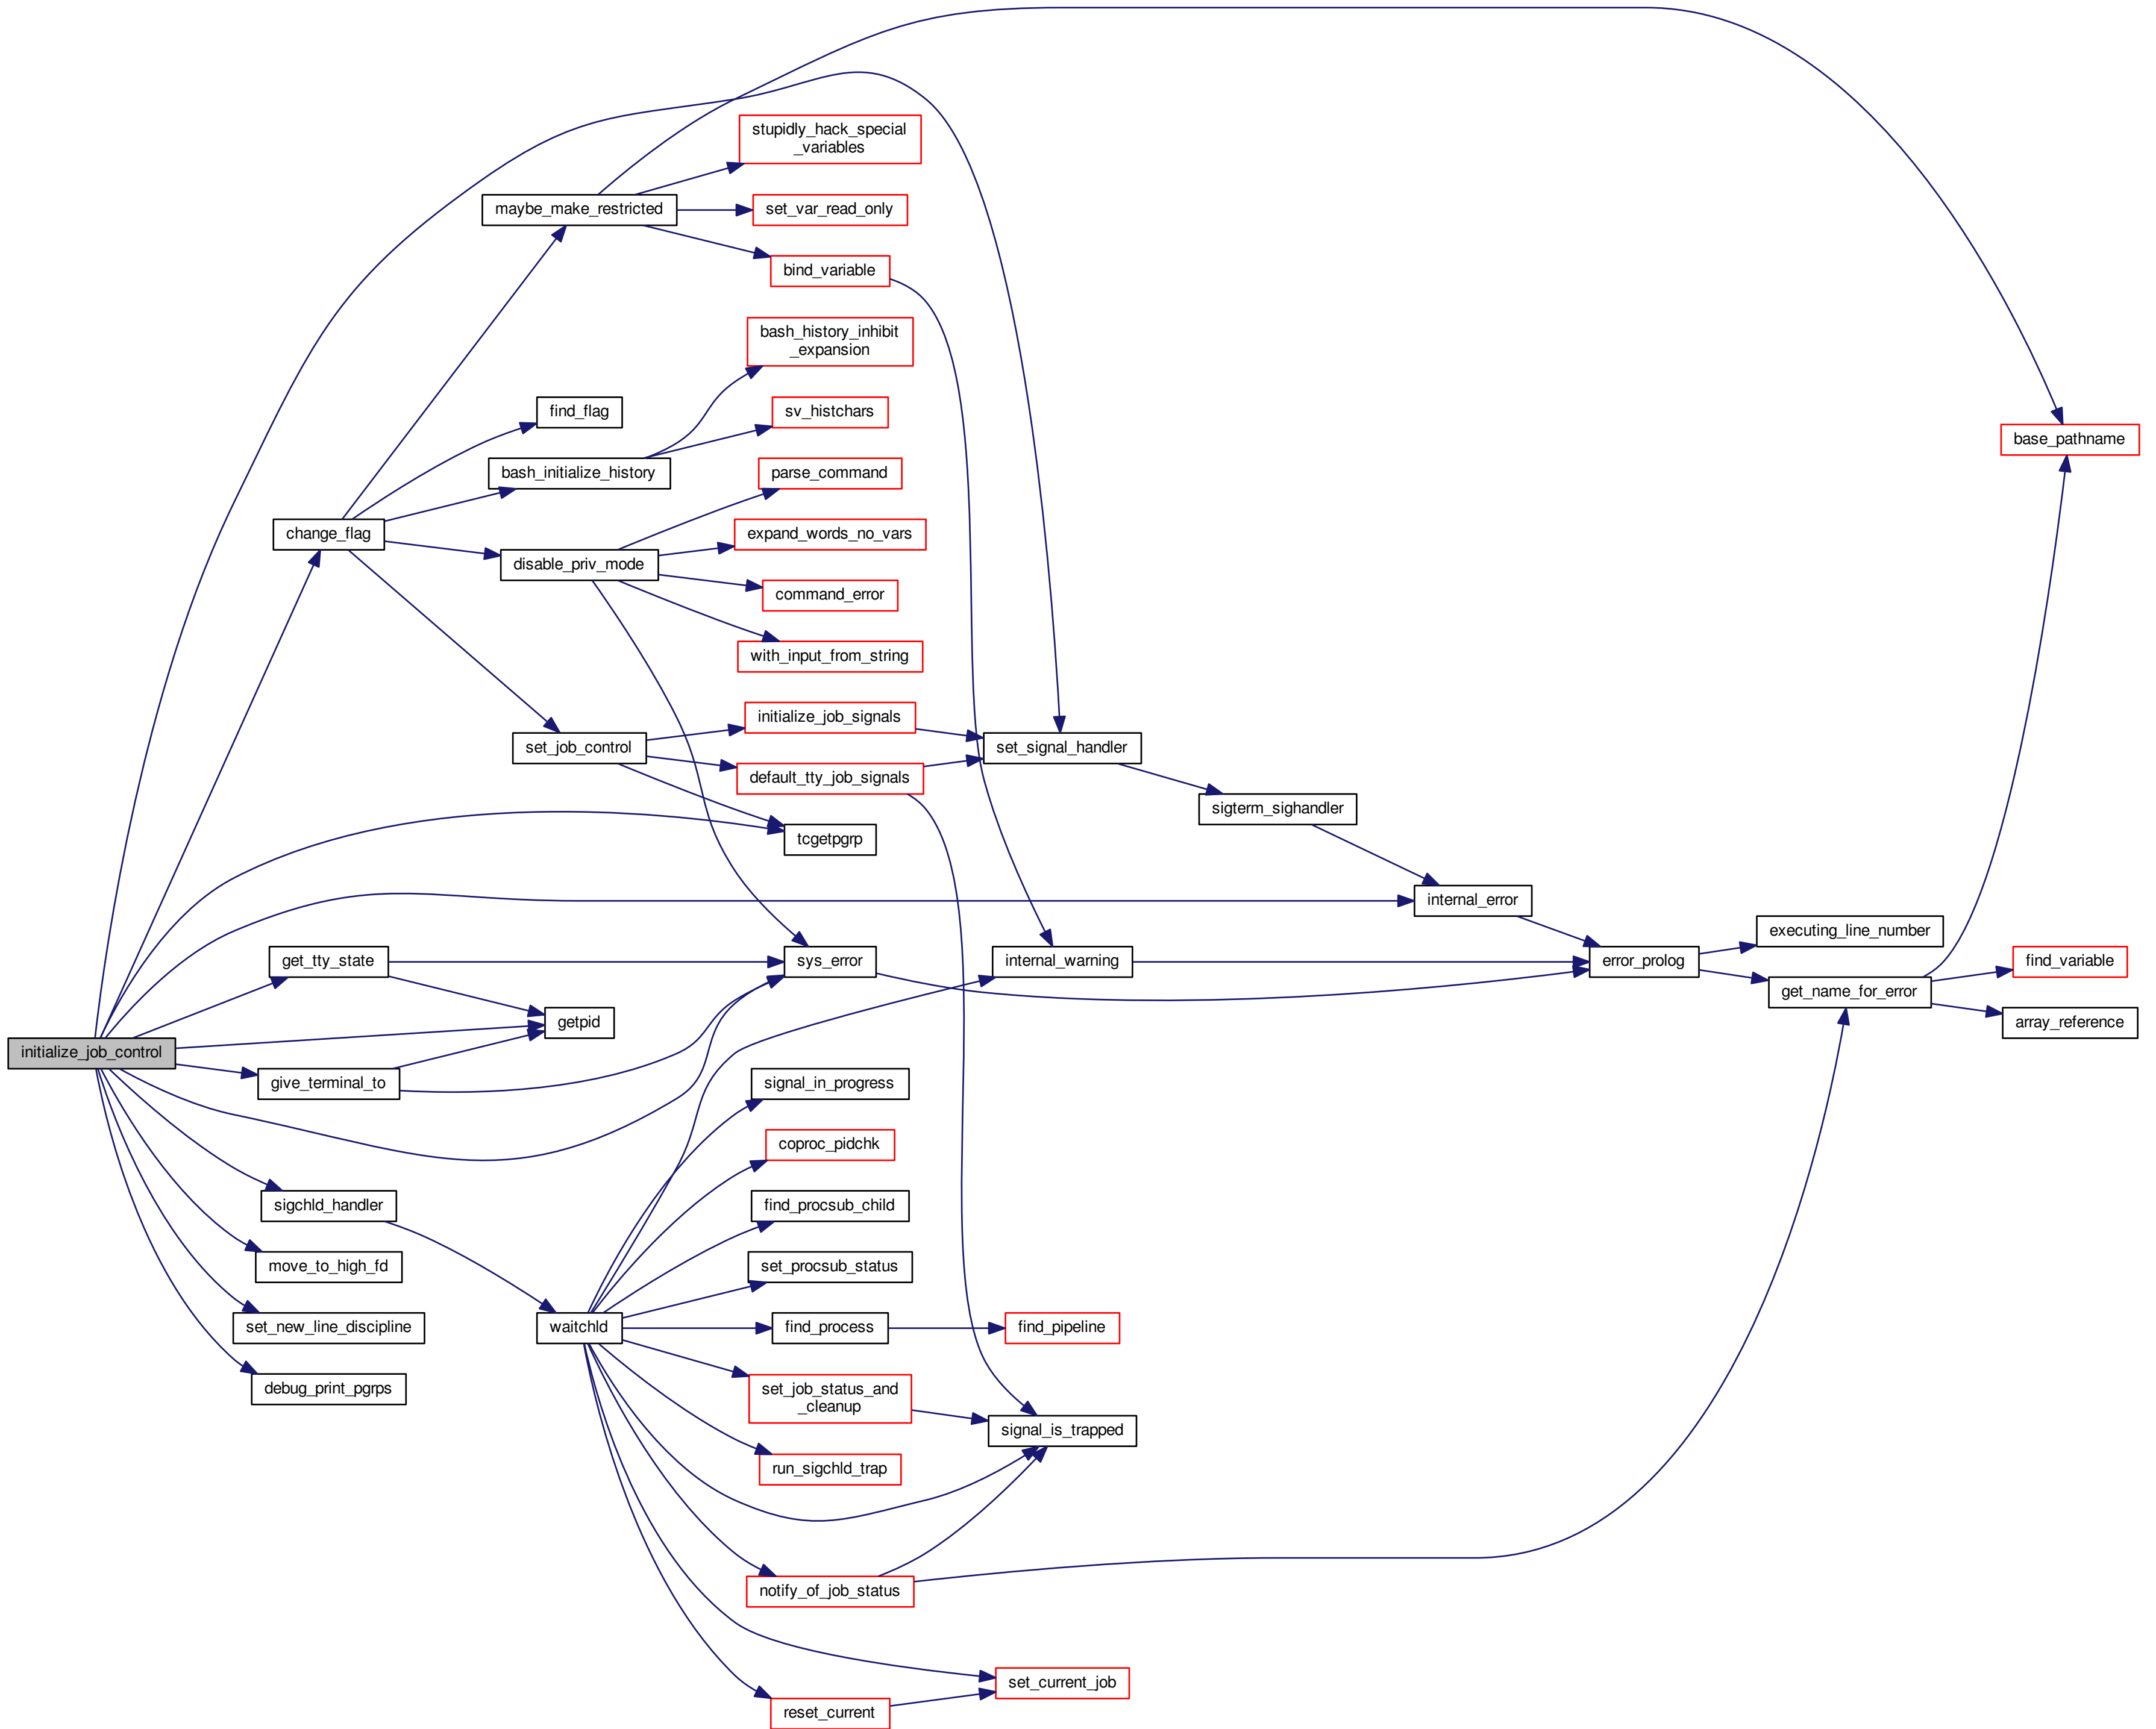 stupidly_hack_special
_variables
maybe_make_restricted
set_var_read_only
bind_variable
bash_history_inhibit
_expansion
find_flag
sv_histchars
base_pathname
bash_initialize_history
parse_command
change_flag
expand_words_no_vars
disable_priv_mode
command_error
with_input_from_string
initialize_job_signals
set_job_control
set_signal_handler
default_tty_job_signals
sigterm_sighandler
tcgetpgrp
internal_error
executing_line_number
get_tty_state
sys_error
internal_warning
error_prolog
find_variable
get_name_for_error
getpid
array_reference
initialize_job_control
give_terminal_to
signal_in_progress
coproc_pidchk
sigchld_handler
find_procsub_child
move_to_high_fd
set_procsub_status
set_new_line_discipline
waitchld
find_process
find_pipeline
debug_print_pgrps
set_job_status_and
_cleanup
signal_is_trapped
run_sigchld_trap
notify_of_job_status
set_current_job
reset_current